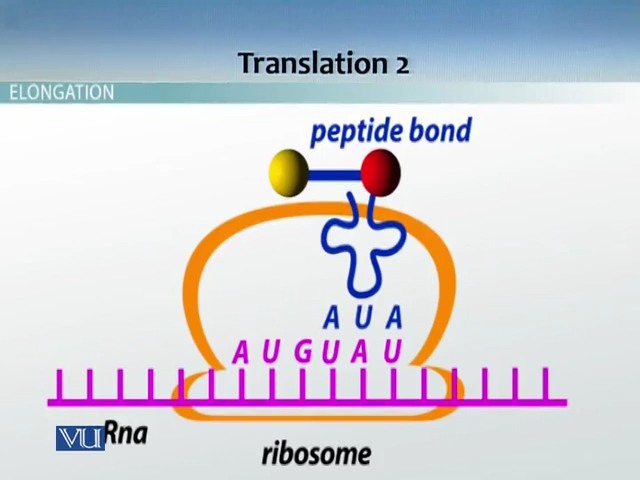 Translation 2
ELONGATION
peptide bond
A U A
A U G U A U
VU Rna
ribosome